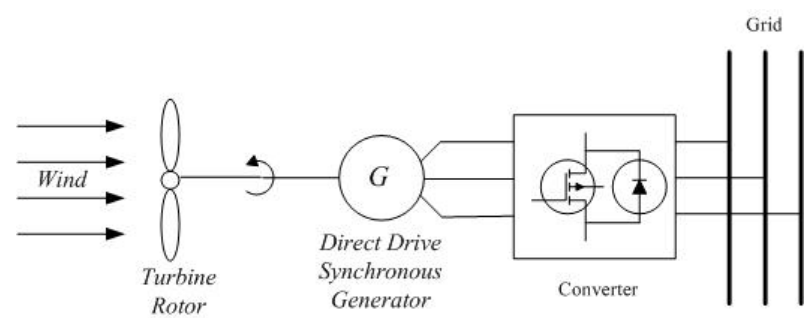 Grid
Wind
G
Turbine
Rotor
Direct Drive
Synchronous
Generator
Converter